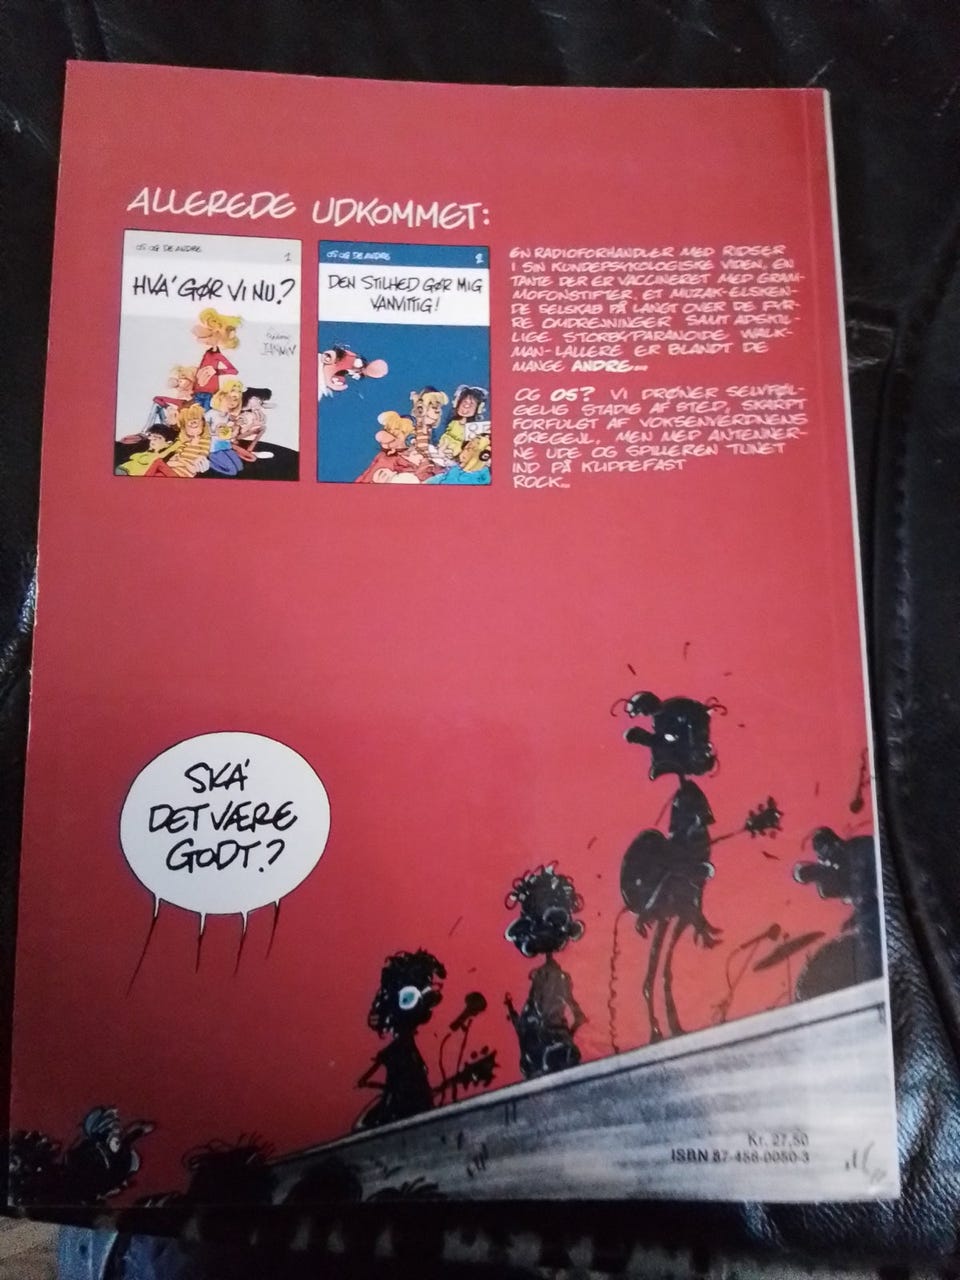 ALLEREDE UDKOMMET:
OS OG DE ANDRE 1
HVA' GØR VI NU?
JANNIN
OS OG DE ANDRE 2
DEN STILHED GØR MIG
VANVITTIG!
EN RADIOFORHANDLER MED RIDSER
I SIN KUNDEPSYKOLOGISKE VIDEN, EN
TANTE DER ER VACCINERET MED GRAM-
MOFONSTIFTER, ET MUZAK-ELSKEN-
DE SELSKAB PÅ LANGT OVER DE FYR-
RE OMDREJNINGER SAMT ADSKIL-
LIGE STORBYPARANOIDE WALK-
MAN-LALLERE ER BLANDT DE
MANGE ANDRE...
OG OS? VI DRØNER SELVFØL-
GELIG STADIG AF STED, SKARPT
FORFULGT AF VOKSENVERDNENS
ØREGEJL, MEN MED ANTENNER-
NE UDE OG SPILLEREN TUNET
IND PÅ KLIPPEFAST
ROCK...
SKA'
DET VÆRE
GODT?
Kr. 27,50
ISBN 87-458-0050-3